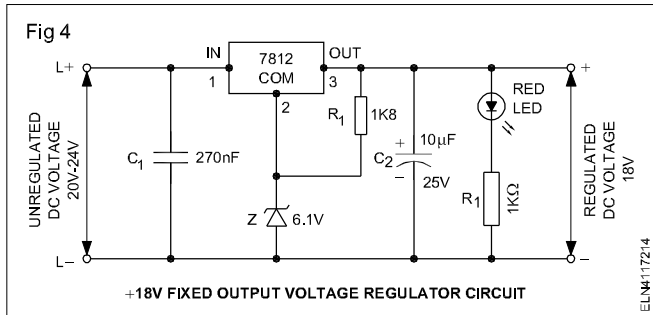 Fig 4
L+
IN
1
7812
COM
2
OUT
3
+
UNREGULATED
DC VOLTAGE
20V-24V
C1
270nF
R1
1K8
Z
6.1V
+
10µF
C2
–
25V
RED
LED
R1
1KΩ
REGULATED
DC VOLTAGE
18V
L–
–
+18V FIXED OUTPUT VOLTAGE REGULATOR CIRCUIT
ELN4117214